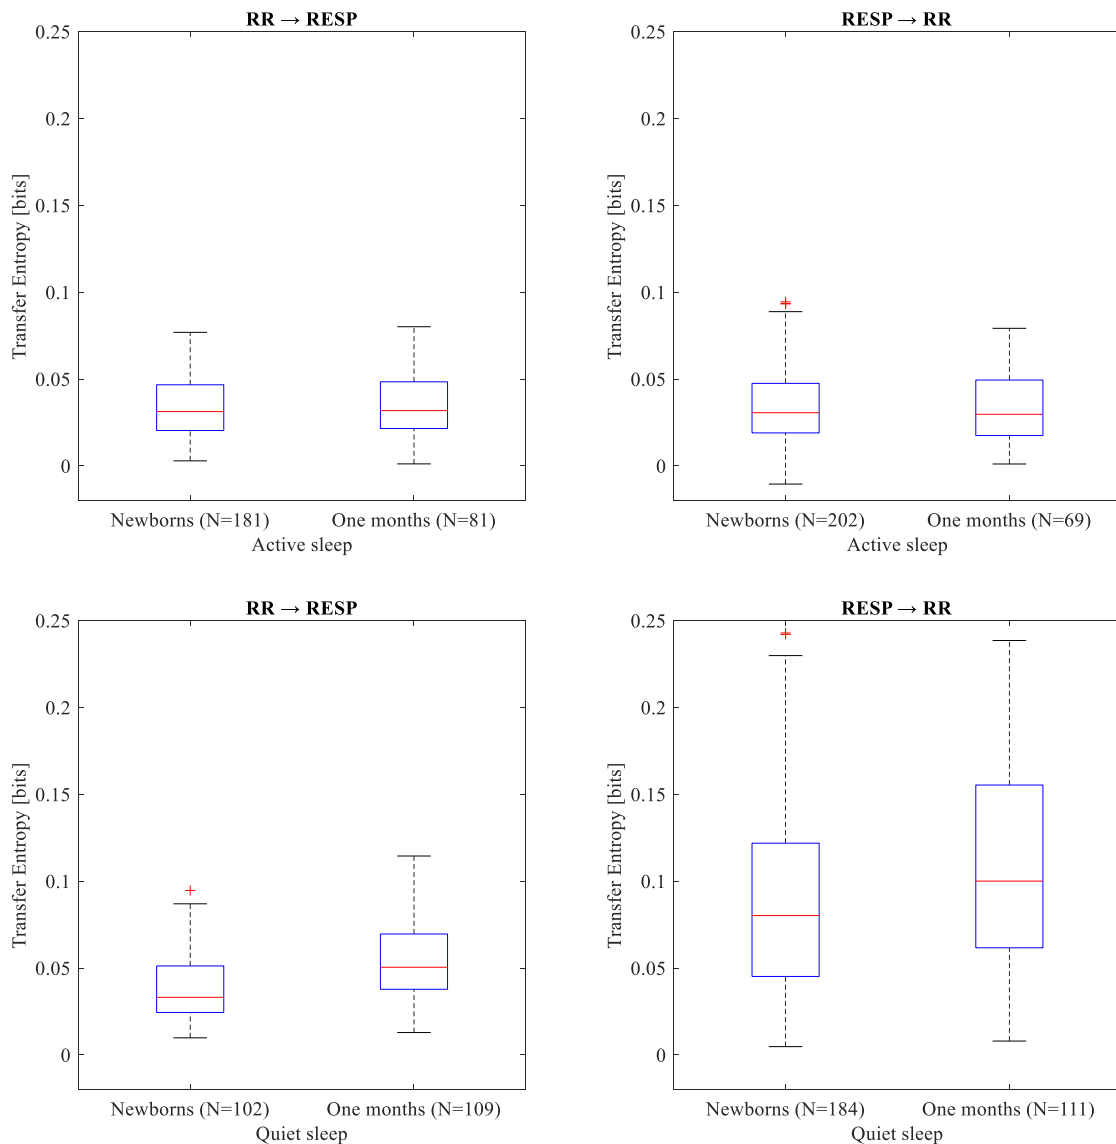 RR → RESP
0.25
0.2
0.15
0.1
0.05
0
Transfer Entropy [bits]
Newborns (N=181) One months (N=81)
Active sleep
RESP → RR
0.25
0.2
0.15
0.1
0.05
0
Transfer Entropy [bits]
Newborns (N=202) One months (N=69)
Active sleep
RR → RESP
0.25
0.2
0.15
0.1
0.05
0
Transfer Entropy [bits]
Newborns (N=102) One months (N=109)
Quiet sleep
RESP → RR
0.25
0.2
0.15
0.1
0.05
0
Transfer Entropy [bits]
Newborns (N=184) One months (N=111)
Quiet sleep